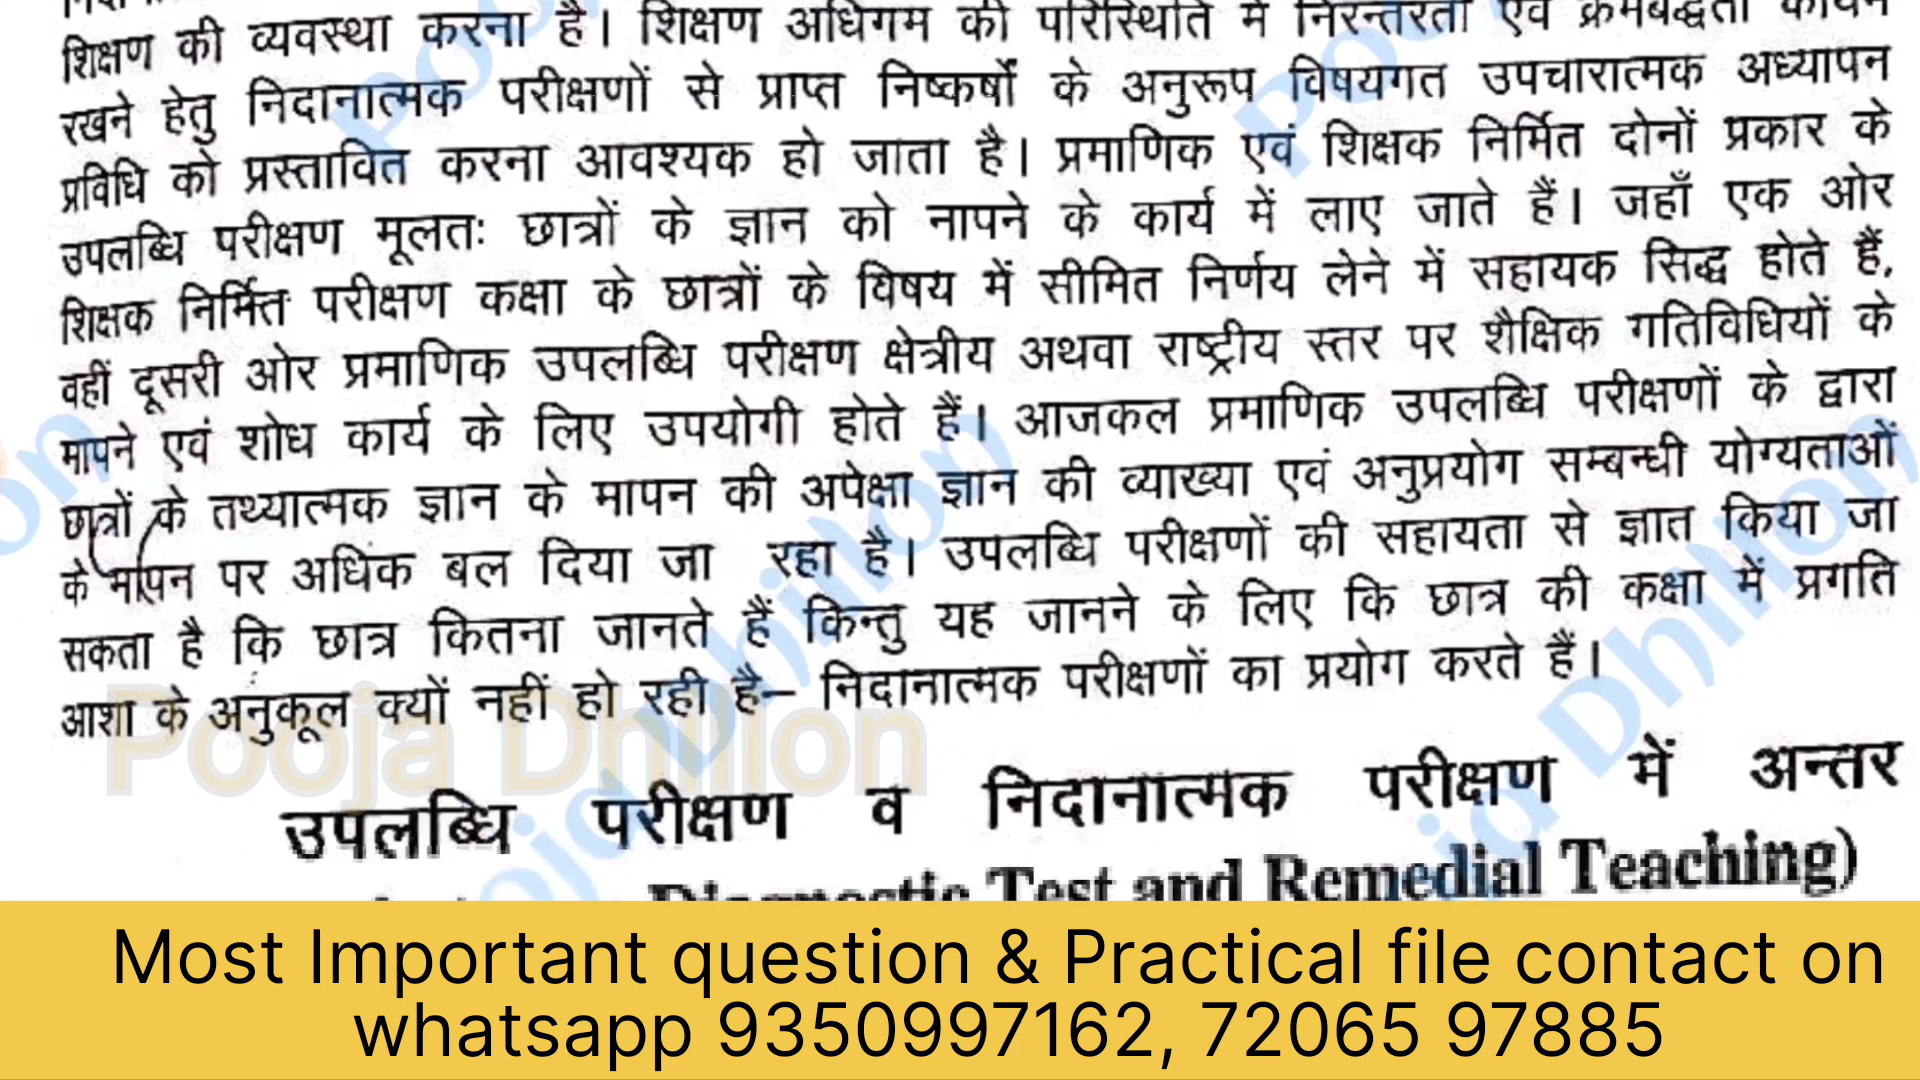 शिक्षण की व्यवस्था करना है। शिक्षण अधिगम की परिस्थिति में निरन्तरता एवं क्रमबद्धता कायम
रखने हेतु निदानात्मक परीक्षणों से प्राप्त निष्कर्षों के अनुरूप विषयगत उपचारात्मक अध्यापन
प्रविधि को प्रस्तावित करना आवश्यक हो जाता है। प्रमाणिक एवं शिक्षक निर्मित दोनों प्रकार के
उपलब्धि परीक्षण मूलतः छात्रों के ज्ञान को नापने के कार्य में लाए जाते हैं। जहाँ एक ओर
शिक्षक निर्मित परीक्षण कक्षा के छात्रों के विषय में सीमित निर्णय लेने में सहायक सिद्ध होते हैं,
वहीं दूसरी ओर प्रमाणिक उपलब्धि परीक्षण क्षेत्रीय अथवा राष्ट्रीय स्तर पर शैक्षिक गतिविधियों के
मापने एवं शोध कार्य के लिए उपयोगी होते हैं। आजकल प्रमाणिक उपलब्धि परीक्षणों के द्वारा
छात्रों के तथ्यात्मक ज्ञान के मापन की अपेक्षा ज्ञान की व्याख्या एवं अनुप्रयोग सम्बन्धी योग्यताओं
के मापन पर अधिक बल दिया जा रहा है। उपलब्धि परीक्षणों की सहायता से ज्ञात किया जा
सकता है कि छात्र कितना जानते हैं किन्तु यह जानने के लिए कि छात्र की कक्षा में प्रगति
आशा के अनुकूल क्यों नहीं हो रही है– निदानात्मक परीक्षणों का प्रयोग करते हैं।
Pooja Dhillon
उपलब्धि परीक्षण व निदानात्मक परीक्षण में अन्तर
Diagnostic Test and Remedial Teaching)
Most Important question & Practical file contact on
whatsapp 9350997162, 72065 97885